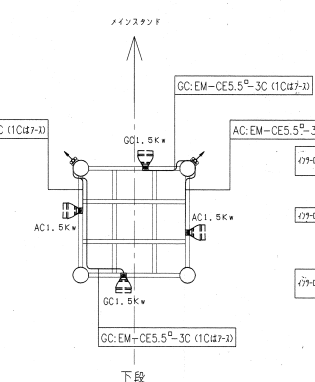 メインスタンド
GC:EM-CE5.5□-3C (1Cはアース)
C (1Cはアース)
AC:EM-CE5.5□-3
GC1.5Kw
AC1.5Kw
AC1.5Kw
GC1.5Kw
GC:EM-CE5.5□-3C (1Cはアース)
下段